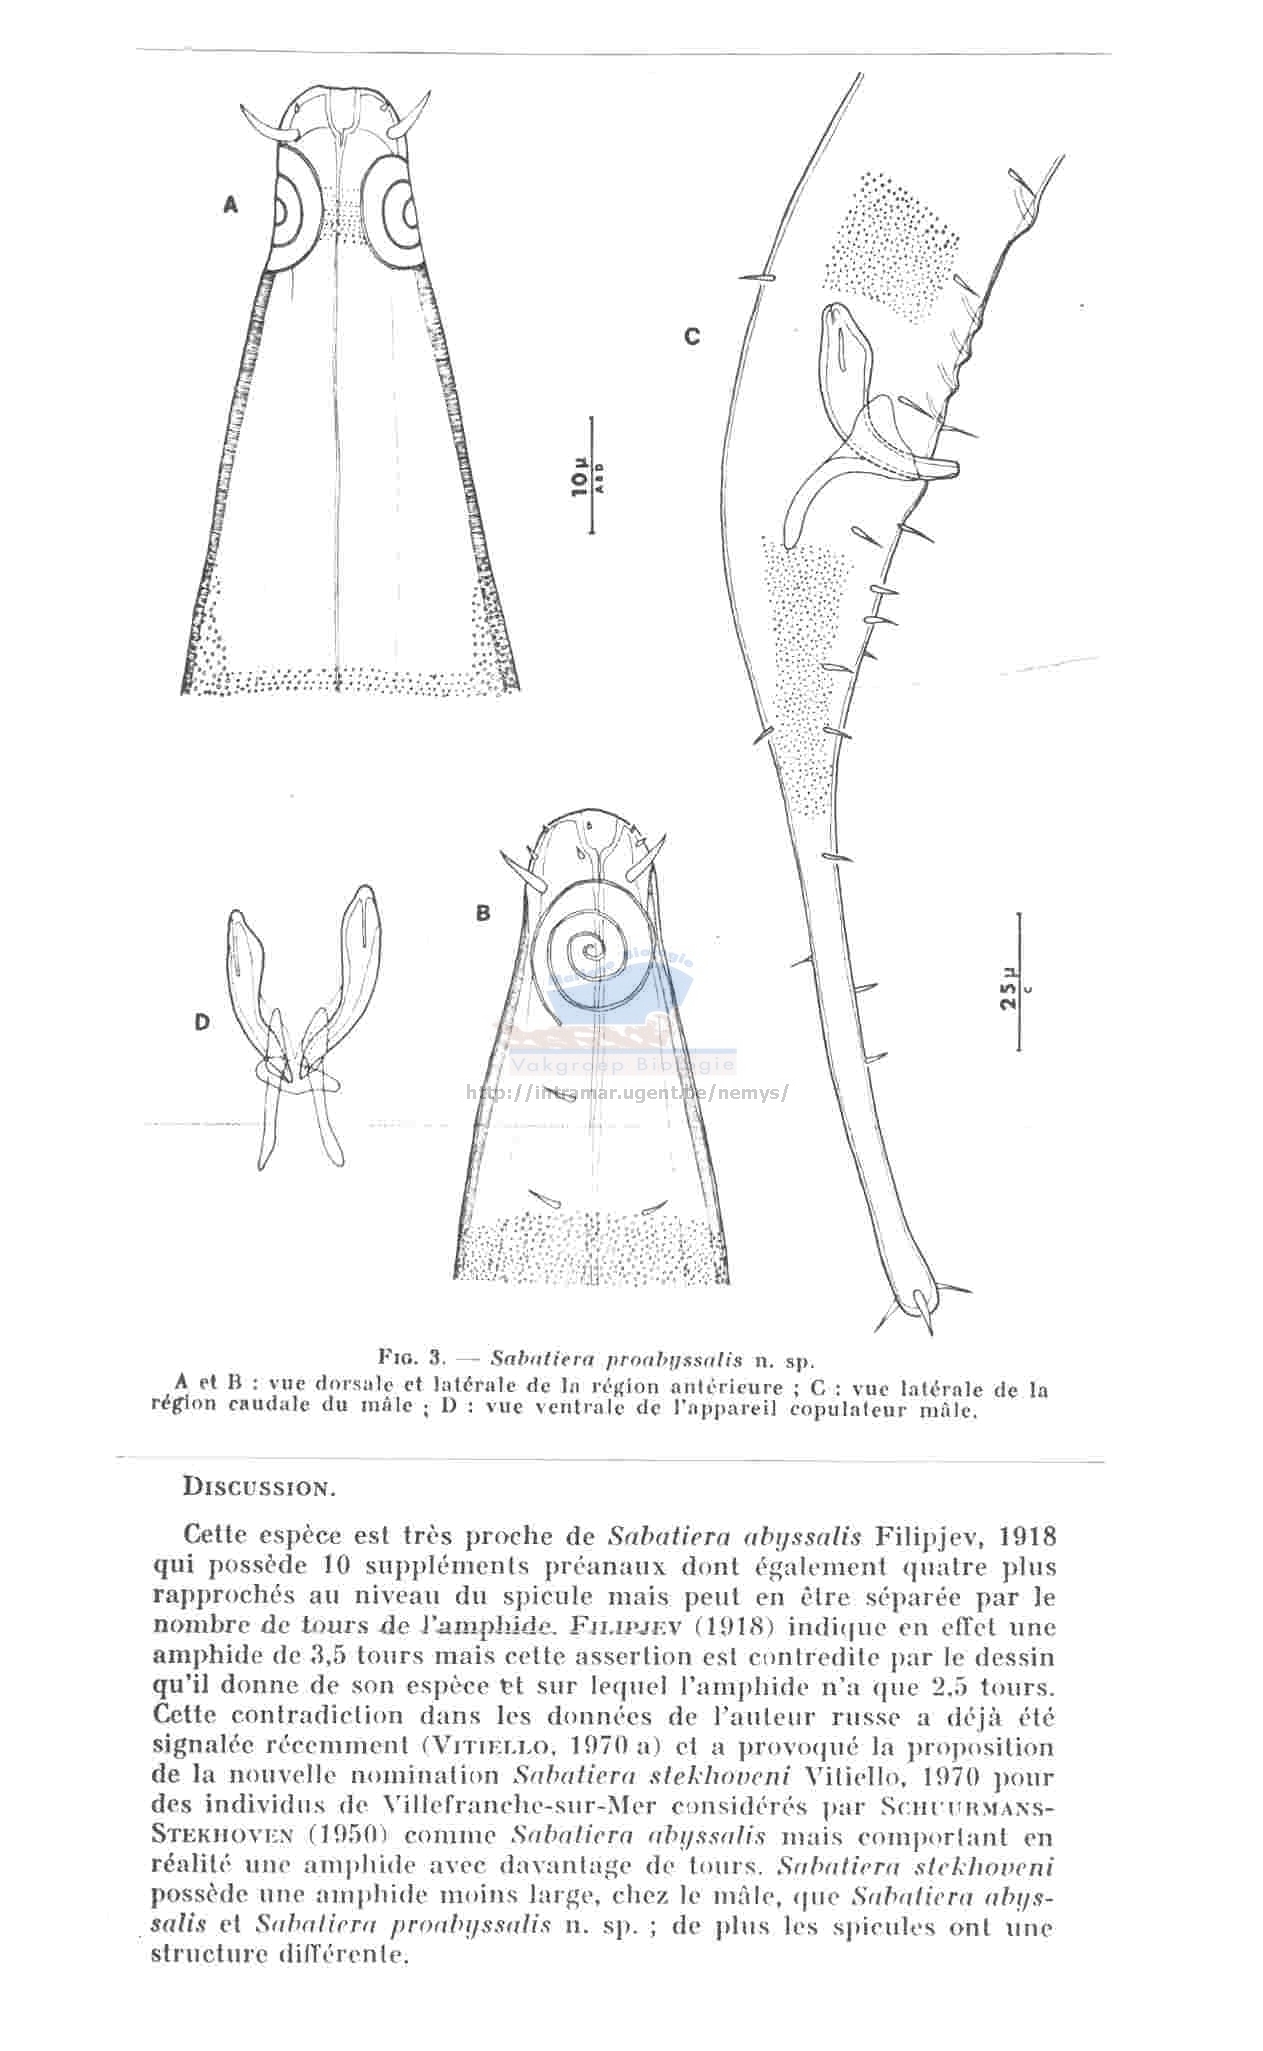 A
C
10 µ
A B D
B
D
25 µ
C
Marine Biologie
Vakgroep Biologie
http://intramar.ugent.be/nemys/
FIG. 3. — Sabatiera proabyssalis n. sp.
A et B : vue dorsale et latérale de la région antérieure ; C : vue latérale de la
région caudale du mâle ; D : vue ventrale de l'appareil copulateur mâle.
DISCUSSION.
Cette espèce est très proche de Sabatiera abyssalis Filipjev, 1918
qui possède 10 suppléments préanaux dont également quatre plus
rapprochés au niveau du spicule mais peut en être séparée par le
nombre de tours de l'amphide. FILIPJEV (1918) indique en effet une
amphide de 3,5 tours mais cette assertion est contredite par le dessin
qu'il donne de son espèce et sur lequel l'amphide n'a que 2,5 tours.
Cette contradiction dans les données de l'auteur russe a déjà été
signalée récemment (VITIELLO, 1970 a) et a provoqué la proposition
de la nouvelle nomination Sabatiera stekhoveni Vitiello, 1970 pour
des individus de Villefranche-sur-Mer considérés par SCHUURMANS-
STEKHOVEN (1950) comme Sabatiera abyssalis mais comportant en
réalité une amphide avec davantage de tours. Sabatiera stekhoveni
possède une amphide moins large, chez le mâle, que Sabatiera abys-
salis et Sabatiera proabyssalis n. sp. ; de plus les spicules ont une
structure différente.